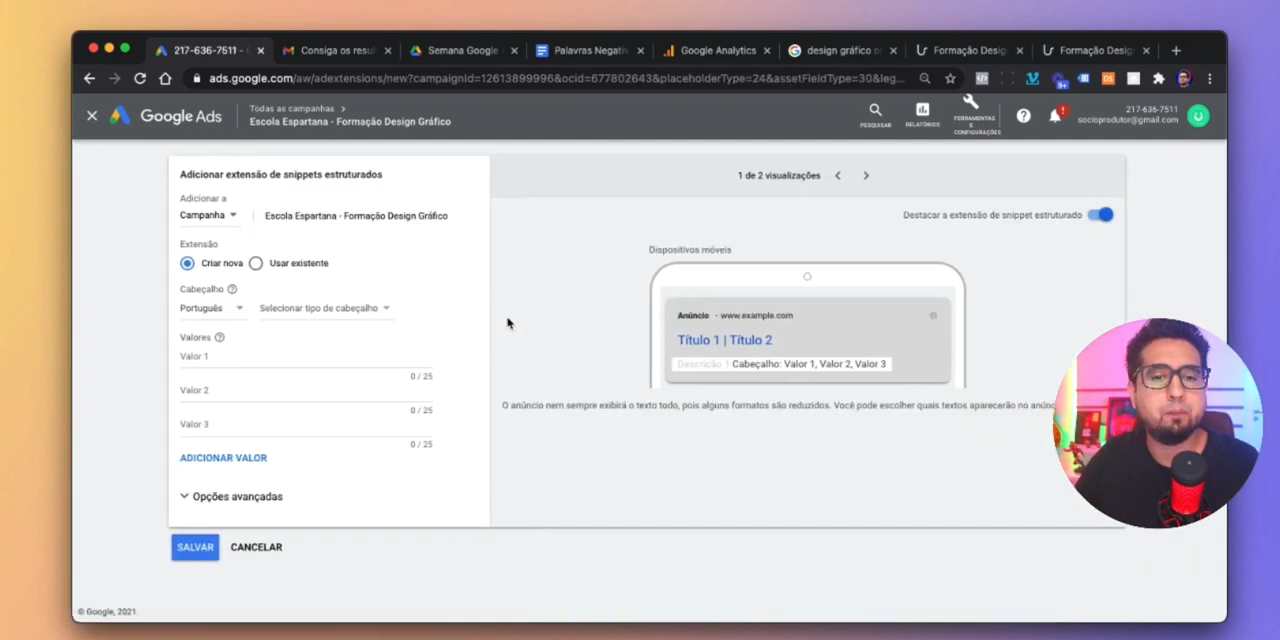 217-636-7511 -
Consiga os resul
Semana Google
Palavras Negativ
Google Analytics
design gráfico o
Formação Desig
Formação Desig
ads.google.com/aw/adextensions/new?campaignId=12613899996&ocid=677802643&placeholderType=24&assetFieldType=30&leg...
Google Ads
Todas as campanhas
Escola Espartana - Formação Design Gráfico
PESQUISAR
RELATÓRIOS
FERRAMENTAS
E
CONFIGURAÇÕES
217-636-7511
socioprodutor@gmail.com
Adicionar extensão de snippets estruturados
Adicionar a
Campanha
Escola Espartana - Formação Design Gráfico
Extensão
Criar nova
Usar existente
Cabeçalho
Português
Selecionar tipo de cabeçalho
Valores
Valor 1
0 / 25
Valor 2
0 / 25
Valor 3
0 / 25
ADICIONAR VALOR
Opções avançadas
SALVAR
CANCELAR
1 de 2 visualizações
Destacar a extensão de snippet estruturado
Dispositivos móveis
Anúncio - www.example.com
Título 1 | Título 2
Descrição 1 Cabeçalho: Valor 1, Valor 2, Valor 3
O anúncio nem sempre exibirá o texto todo, pois alguns formatos são reduzidos. Você pode escolher quais textos aparecerão no anúnc
© Google, 2021.